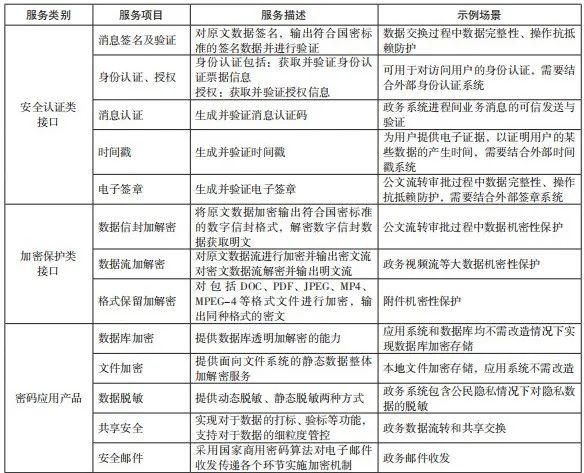 服务类别 服务项目 服务描述 示例场景
安全认证类
接口
消息签名及验证
对原文数据签名，输出符合国密标
准的签名数据并进行验证
数据交换过程中数据完整性、操作抗抵
赖防护
身份认证、授权
身份认证包括：获取并验证身份认
证票据信息
授权：获取并验证授权信息
可用于对访问用户的身份认证，需要结
合外部身份认证系统
消息认证
生成并验证消息认证码
政务系统进程间业务消息的可信发送与
验证
时间戳
生成并验证时间戳
为用户提供电子证据，以证明用户的某
些数据的产生时间，需要结合外部时间
戳系统
电子签章
生成并验证电子签章
公文流转审批过程中数据完整性、操作
抗抵赖防护，需要结合外部签章系统
加密保护类
接口
数据信封加解密
将原文数据加密输出符合国密标准
的数字信封格式，解密数字信封数
据获取明文
公文流转审批过程中数据机密性保护
数据流加解密
对原文数据流进行加密并输出密文流
对密文数据流解密并输出明文流
政务视频流等大数据机密性保护
格式保留加解密
对包括DOC、PDF、JPEG、MP4、
MPEG-4等格式文件进行加密，输
出同种格式的密文
附件机密性保护
密码应用产品
数据库加密
提供数据库透明加解密的能力
应用系统和数据库均不需改造情况下实
现数据库加密存储
文件加密
提供面向文件系统的静态数据整体
加解密服务
本地文件加密存储，应用系统不需改造
数据脱敏
提供动态脱敏、静态脱敏两种方式
政务系统包含公民隐私情况下对隐私数
据的脱敏
共享安全
实现对于数据的打标、验标等功能，
支持对于数据的细粒度管控
政务数据流转和共享交换
安全邮件
采用国家商用密码算法对电子邮件
收发传递各个环节实施加密机制
政务邮件收发